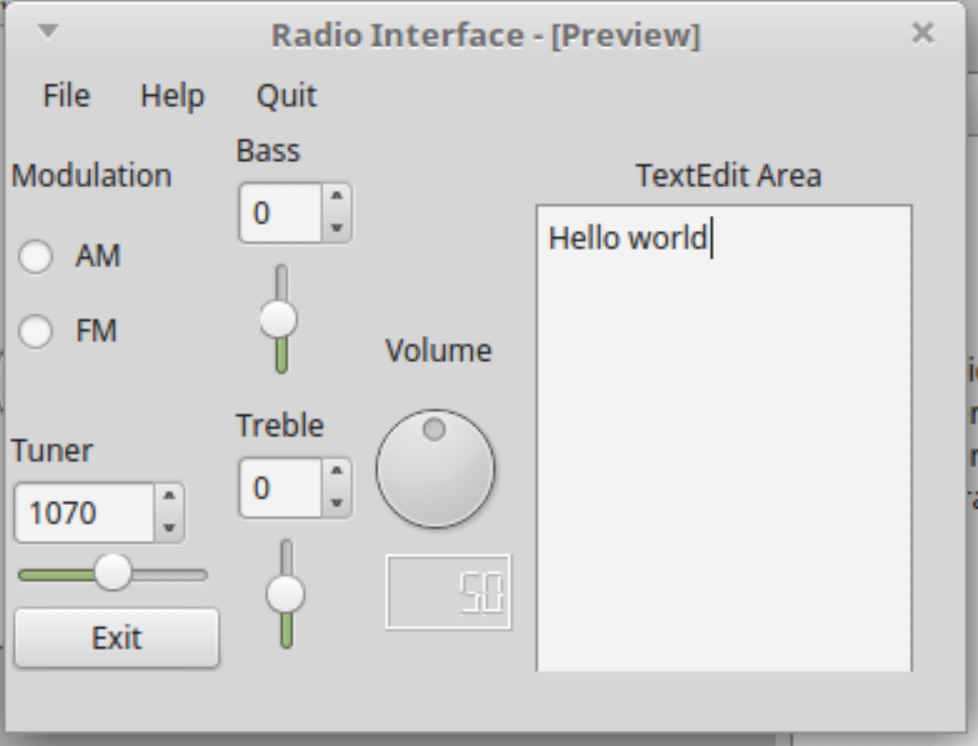 Radio Interface - [Preview]
File Help Quit
Modulation
AM
FM
Tuner
1070
Exit
Bass
0
Treble
0
Volume
50
TextEdit Area
Hello world